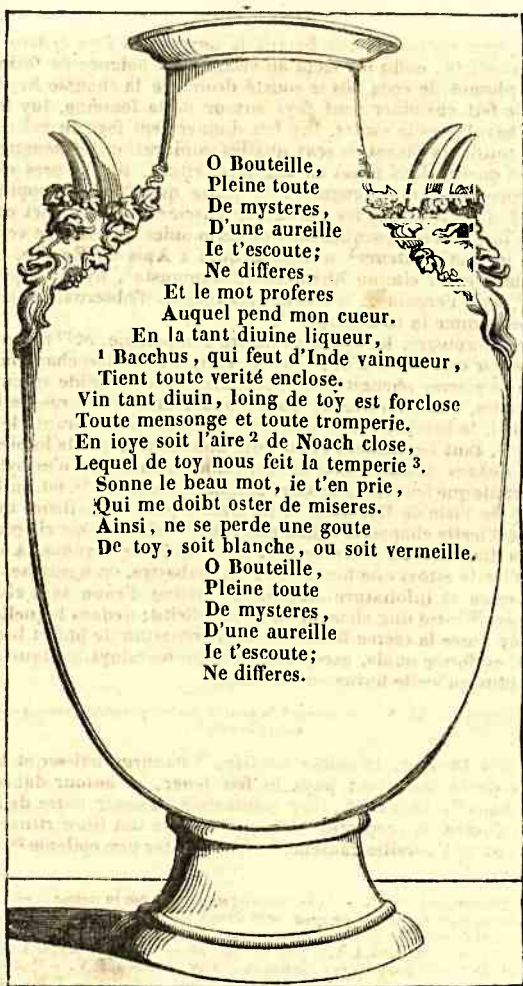 O Bouteille,
Pleine toute
De mysteres,
D'une aureille
Ie t'escoute;
Ne differes,
Et le mot proferes
Auquel pend mon cueur.
En la tant diuine liqueur,
¹ Bacchus, qui feut d'Inde vainqueur,
Tient toute verité enclose.
Vin tant diuin, loing de toy est forclose
Toute mensonge et toute tromperie.
En ioye soit l'aire ² de Noach close,
Lequel de toy nous feit la temperie ³.
Sonne le beau mot, ie t'en prie,
Qui me doibt oster de miseres.
Ainsi, ne se perde une goute
De toy, soit blanche, ou soit vermeille.
O Bouteille,
Pleine toute
De mysteres,
D'une aureille
Ie t'escoute;
Ne differes.